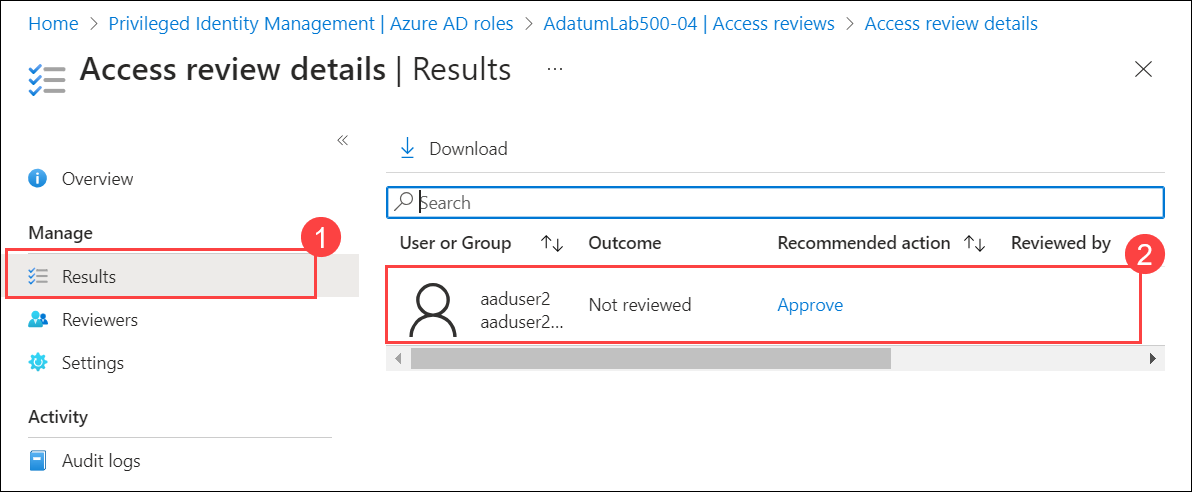 Home > Privileged Identity Management | Azure AD roles > AdatumLab500-04 | Access reviews > Access review details
Access review details | Results ...
Download
Overview
Search
Manage
1
User or Group Outcome Recommended action Reviewed by
2
Results
aaduser2
aaduser2...
Not reviewed
Approve
Reviewers
Settings
Activity
Audit logs